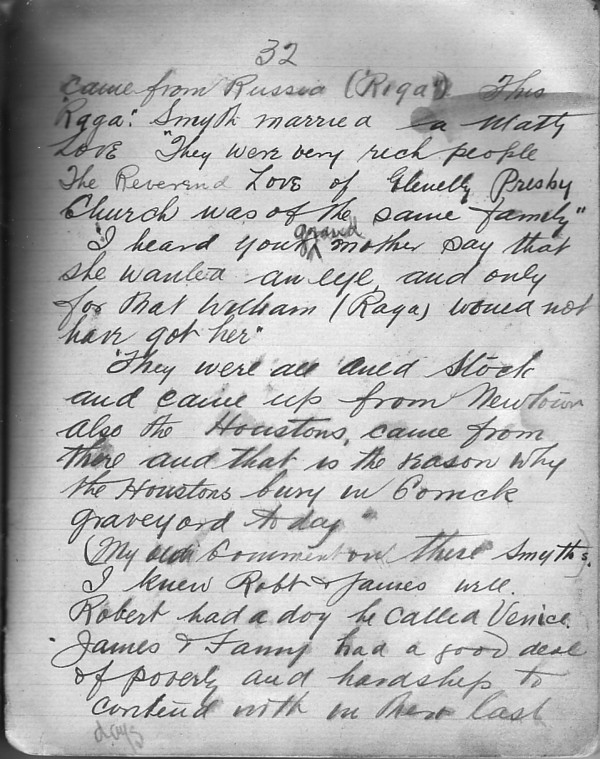 32
came from Russia ("Riga"). This
"Raga". Smyth married a Matty
Love "They were very rich people
The Reverend Love of Glenelly Presby
Church was of the same family"
"I heard your grand mother say that
she wanted an eye, and only
for that William (Raga) would not
have got her"
"They were all auld Stock
and came up from Newtown
also the Houstons, came from
there and that is the reason why
the Houstons bury in Corrick
graveyard to day"
(My own Comment on these Smyths.
I knew Robt & James well.
Robert had a dog he called Venice.
James & Fanny had a good deal
of poverty and hardship to
contend with in their last
days